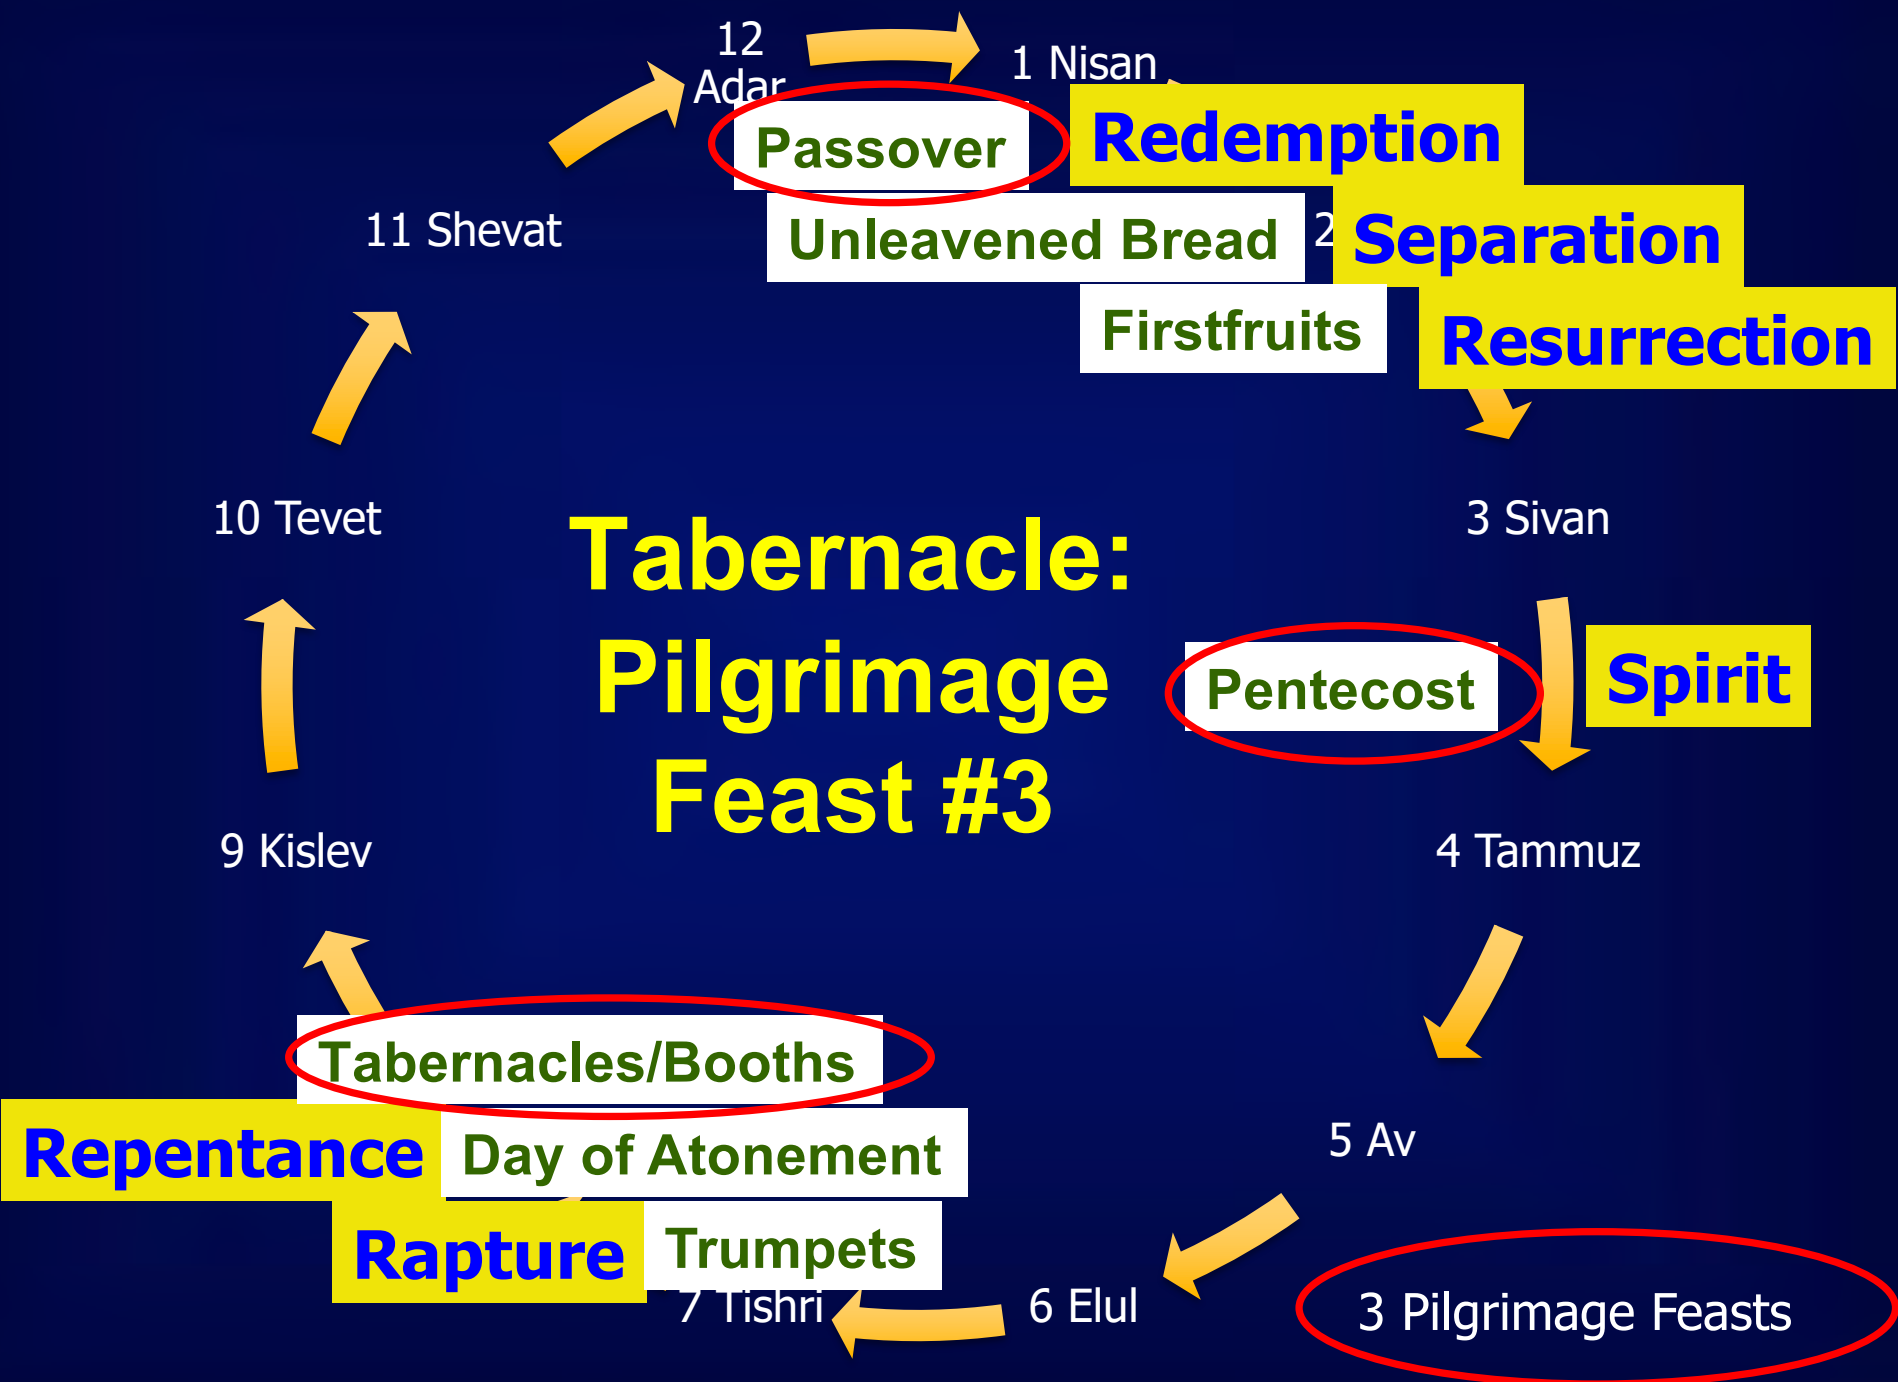 12
Adar
1 Nisan
Passover
Redemption
11 Shevat
Unleavened Bread
2
Separation
Firstfruits
Resurrection
10 Tevet
3 Sivan
Tabernacle:
Pilgrimage
Feast #3
Pentecost
Spirit
9 Kislev
4 Tammuz
Tabernacles/Booths
Repentance
Day of Atonement
5 Av
Rapture
Trumpets
7 Tishri
6 Elul
3 Pilgrimage Feasts